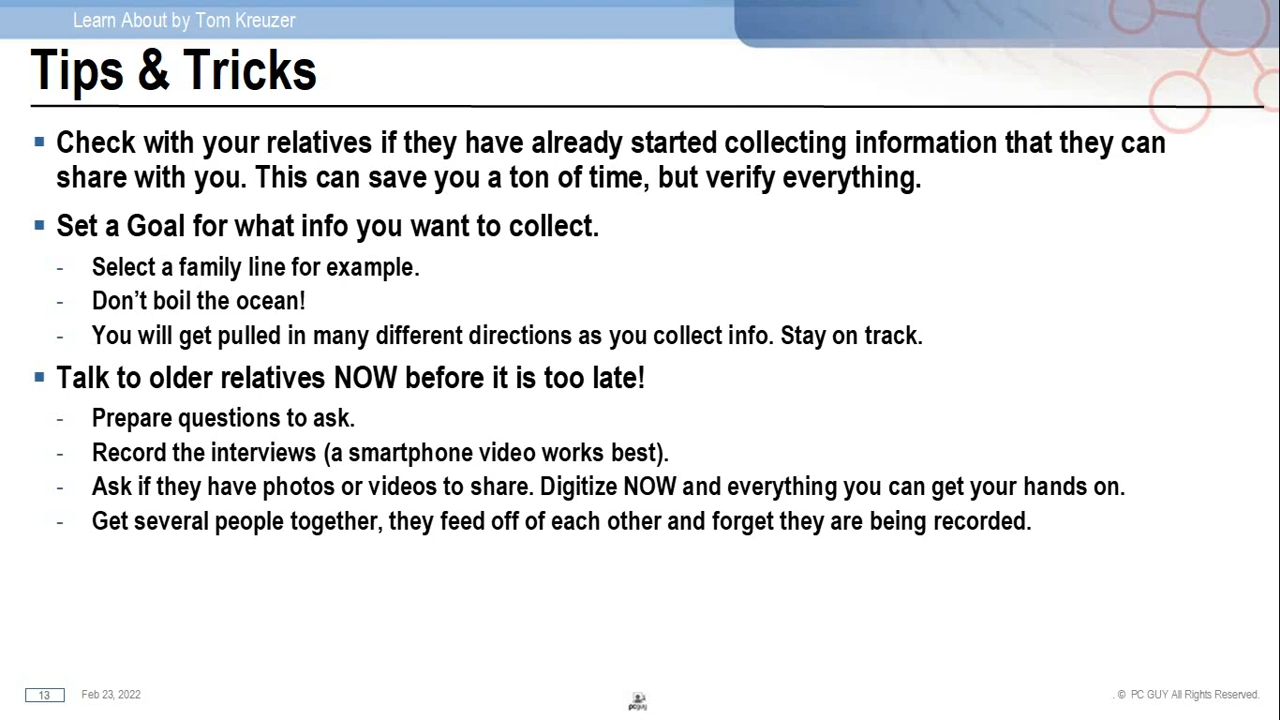 Learn About by Tom Kreuzer
Tips & Tricks
▪ Check with your relatives if they have already started collecting information that they can
share with you. This can save you a ton of time, but verify everything.
▪ Set a Goal for what info you want to collect.
- Select a family line for example.
- Don’t boil the ocean!
- You will get pulled in many different directions as you collect info. Stay on track.
▪ Talk to older relatives NOW before it is too late!
- Prepare questions to ask.
- Record the interviews (a smartphone video works best).
- Ask if they have photos or videos to share. Digitize NOW and everything you can get your hands on.
- Get several people together, they feed off of each other and forget they are being recorded.
13
Feb 23, 2022
pcguy
. © PC GUY All Rights Reserved.